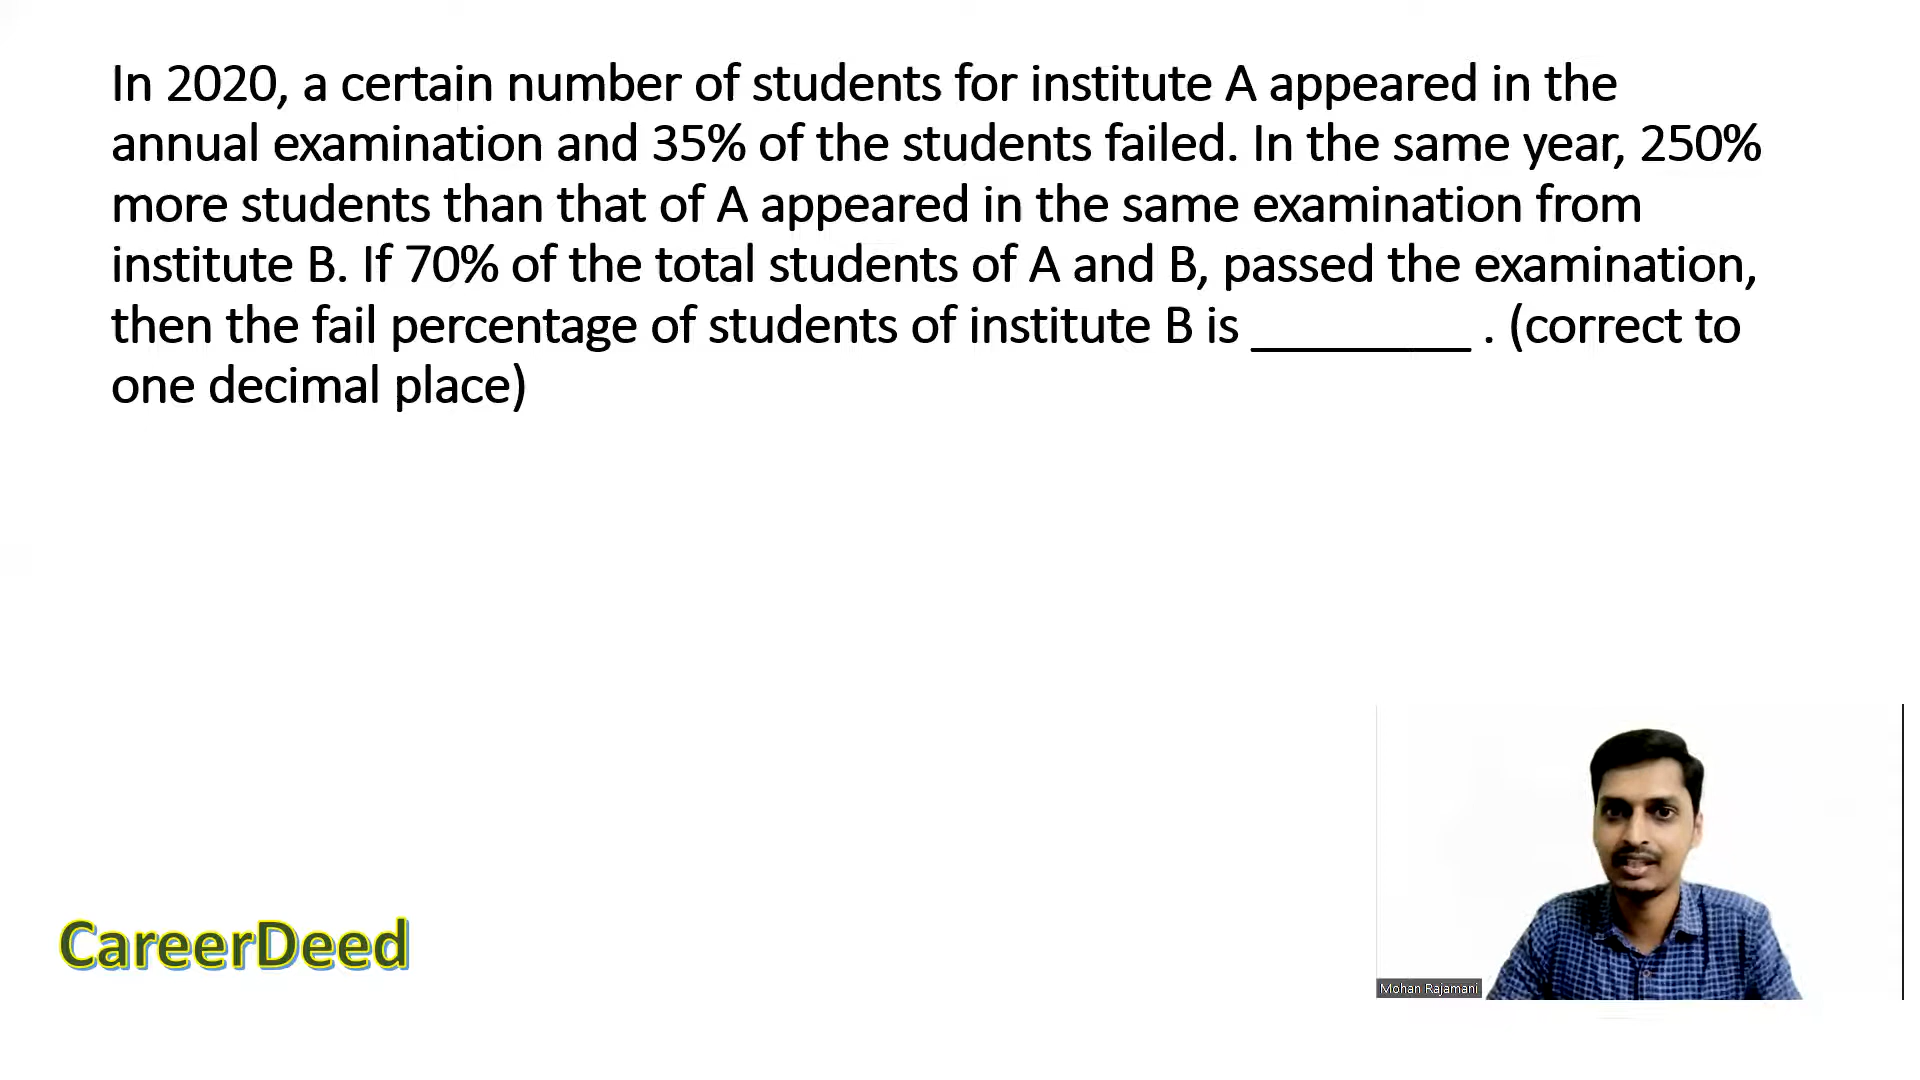 In 2020, a certain number of students for institute A appeared in the
annual examination and 35% of the students failed. In the same year, 250%
more students than that of A appeared in the same examination from
institute B. If 70% of the total students of A and B, passed the examination,
then the fail percentage of students of institute B is _________ . (correct to
one decimal place)
CareerDeed
Mohan Rajamani